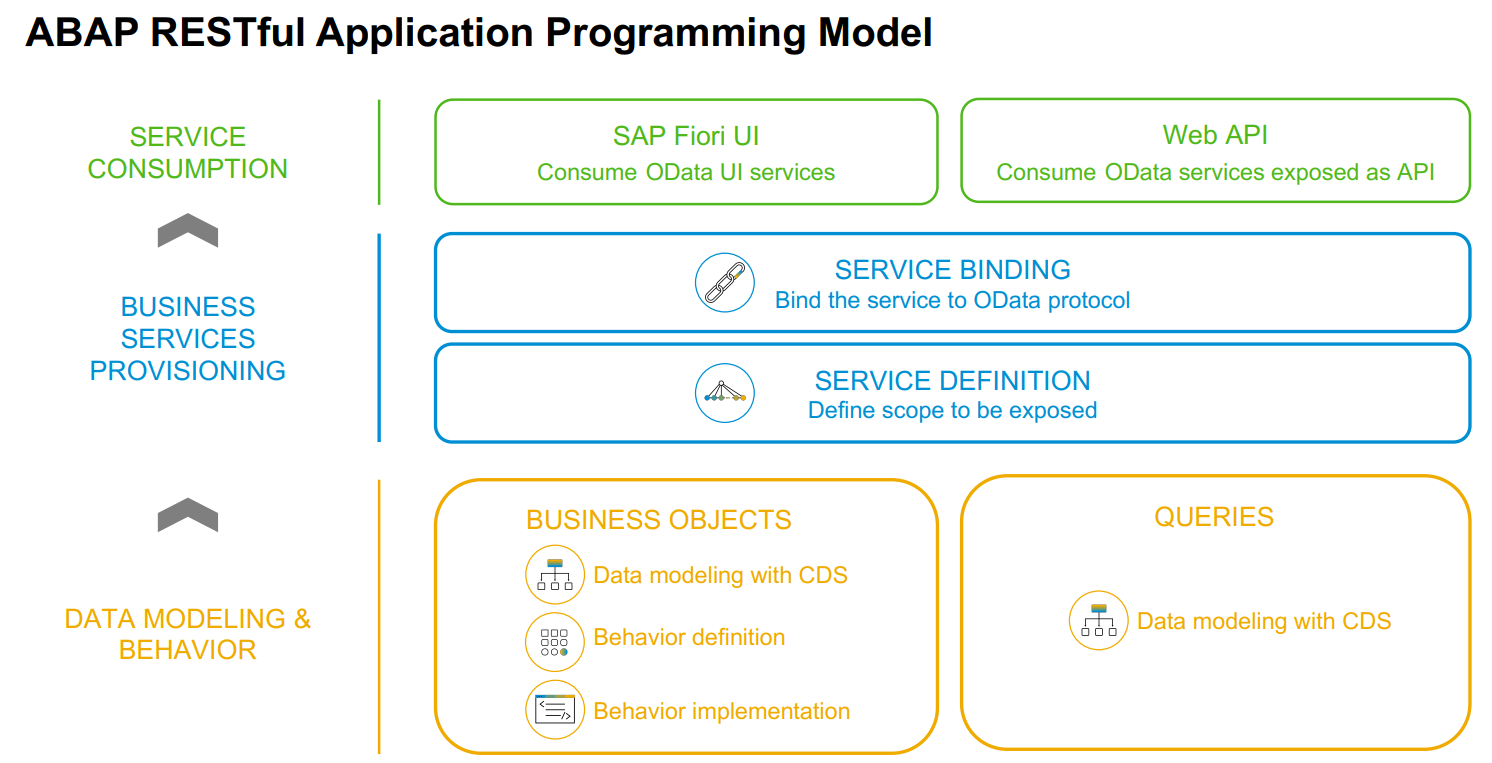 ABAP RESTful Application Programming Model
SERVICE
CONSUMPTION
SAP Fiori UI
Consume OData UI services
Web API
Consume OData services exposed as API
BUSINESS
SERVICES
PROVISIONING
SERVICE BINDING
Bind the service to OData protocol
SERVICE DEFINITION
Define scope to be exposed
DATA MODELING &
BEHAVIOR
BUSINESS OBJECTS
Data modeling with CDS
Behavior definition
Behavior implementation
QUERIES
Data modeling with CDS